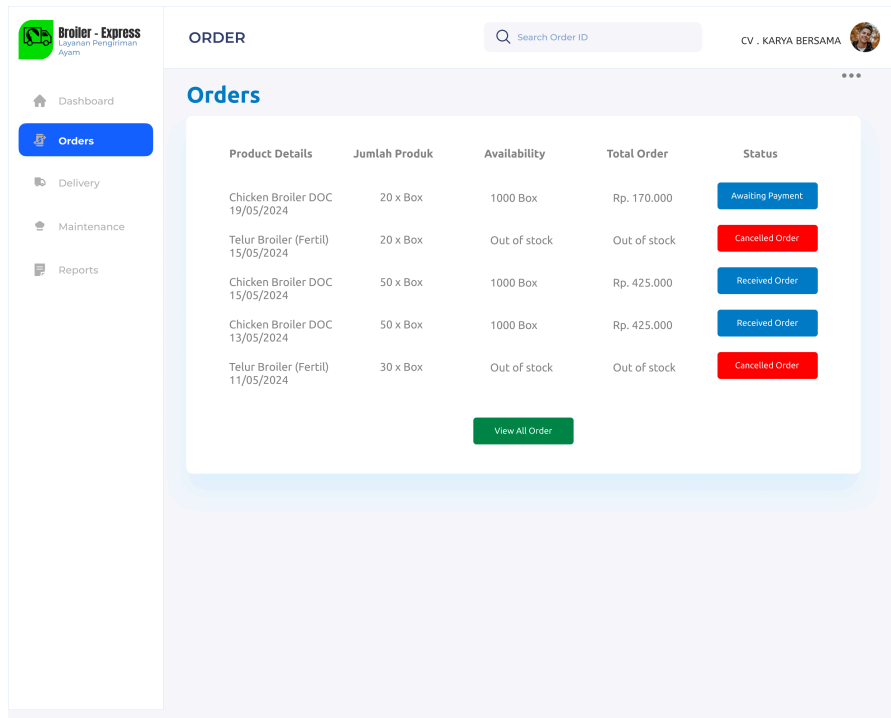 Broiler - Express
Layanan Pengiriman
Ayam
ORDER
Search Order ID
CV . KARYA BERSAMA
Dashboard
Orders
Delivery
Maintenance
Reports
Orders
Product Details Jumlah Produk Availability Total Order Status
Chicken Broiler DOC 20 x Box 1000 Box Rp. 170.000 Awaiting Payment
19/05/2024
Telur Broiler (Fertil) 20 x Box Out of stock Out of stock Cancelled Order
15/05/2024
Chicken Broiler DOC 50 x Box 1000 Box Rp. 425.000 Received Order
15/05/2024
Chicken Broiler DOC 50 x Box 1000 Box Rp. 425.000 Received Order
13/05/2024
Telur Broiler (Fertil) 30 x Box Out of stock Out of stock Cancelled Order
11/05/2024
View All Order